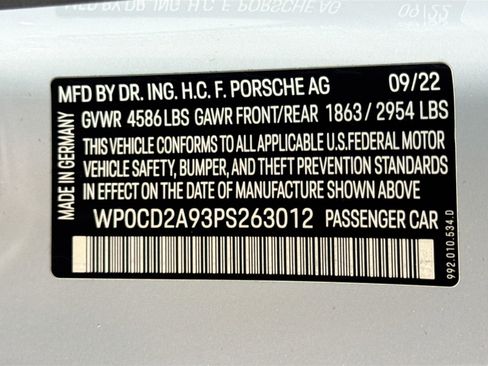 MFD BY DR. ING. H.C. F. PORSCHE AG 09/22
GVWR 4586LBS GAWR FRONT/REAR 1863/2954 LBS
THIS VEHICLE CONFORMS TO ALL APPLICABLE U.S.FEDERAL MOTOR
VEHICLE SAFETY, BUMPER, AND THEFT PREVENTION STANDARDS
IN EFFECT ON THE DATE OF MANUFACTURE SHOWN ABOVE.
WP0CD2A93PS263012 PASSENGER CAR
MADE IN GERMANY
992.010.534.D